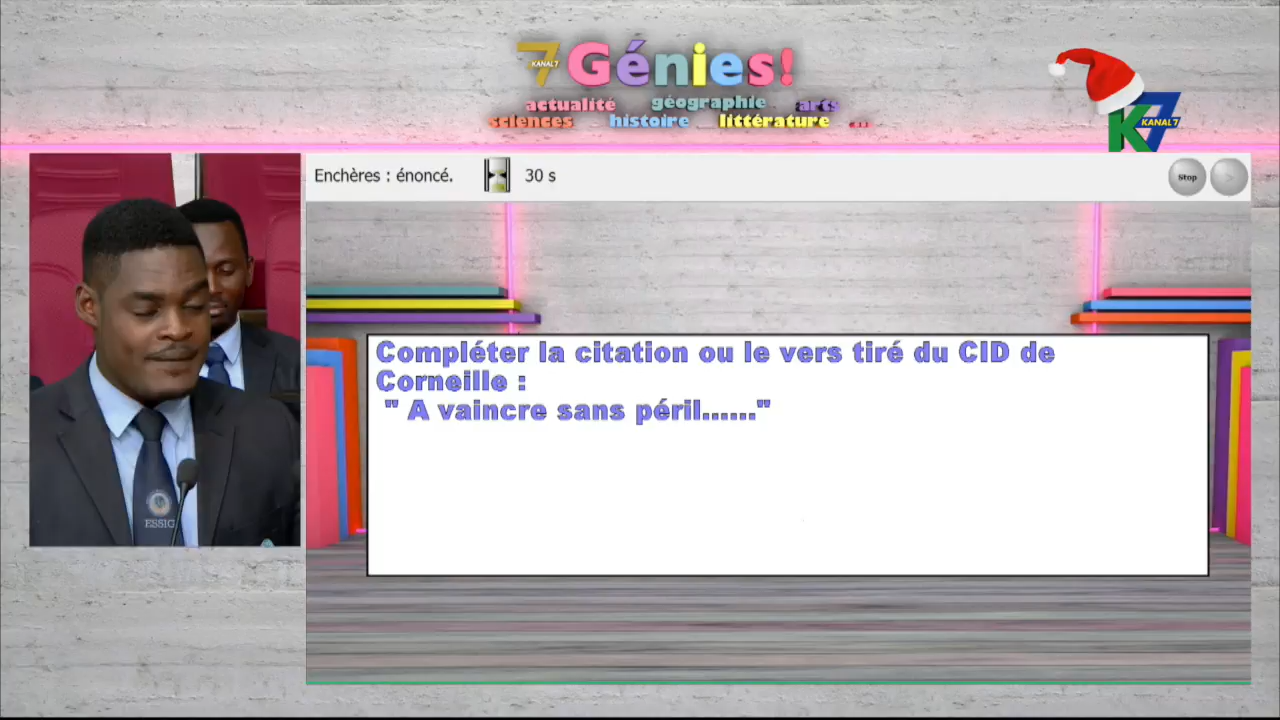 7 Génies!
KANAL7
actualité géographie arts
sciences histoire littérature ...
K7
KANAL7
Enchères : énoncé. 30 s
Stop >
Compléter la citation ou le vers tiré du CID de
Corneille :
" A vaincre sans péril......"
ESSIG